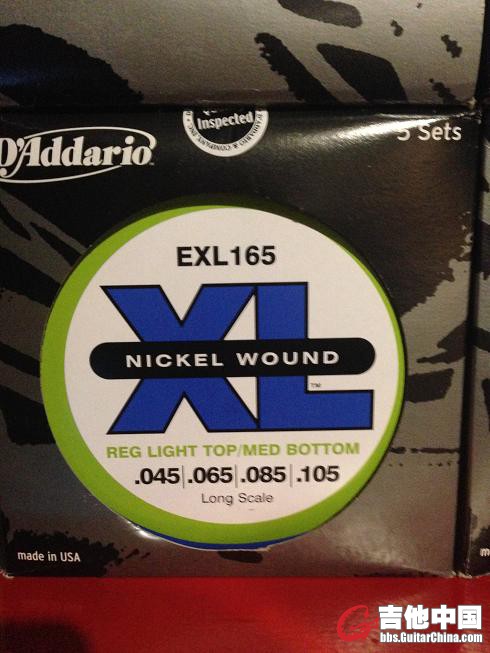 Inspected
D'Addario
5 Sets
EXL165
XL
NICKEL WOUND
TM
REG LIGHT TOP/MED BOTTOM
.045|.065|.085|.105
Long Scale
made in USA
吉他中国
bbs.GuitarChina.com